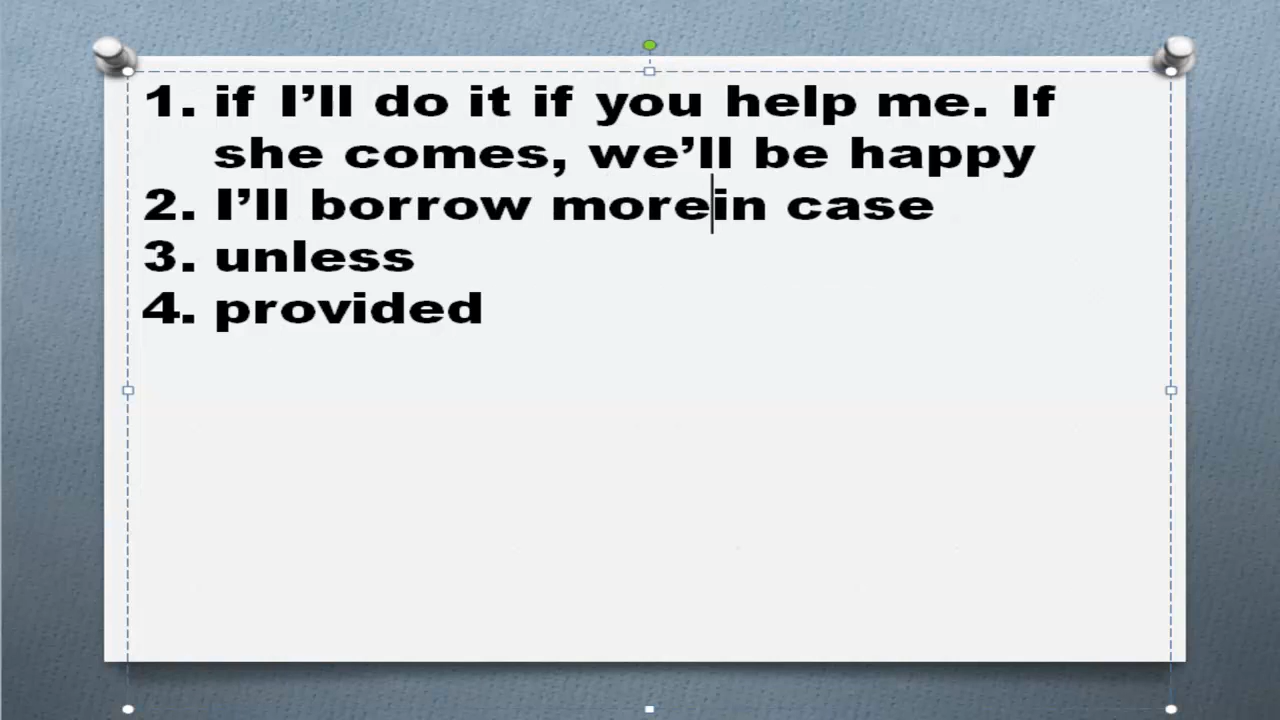 1. if I’ll do it if you help me. If
she comes, we’ll be happy
2. I’ll borrow morein case
3. unless
4. provided